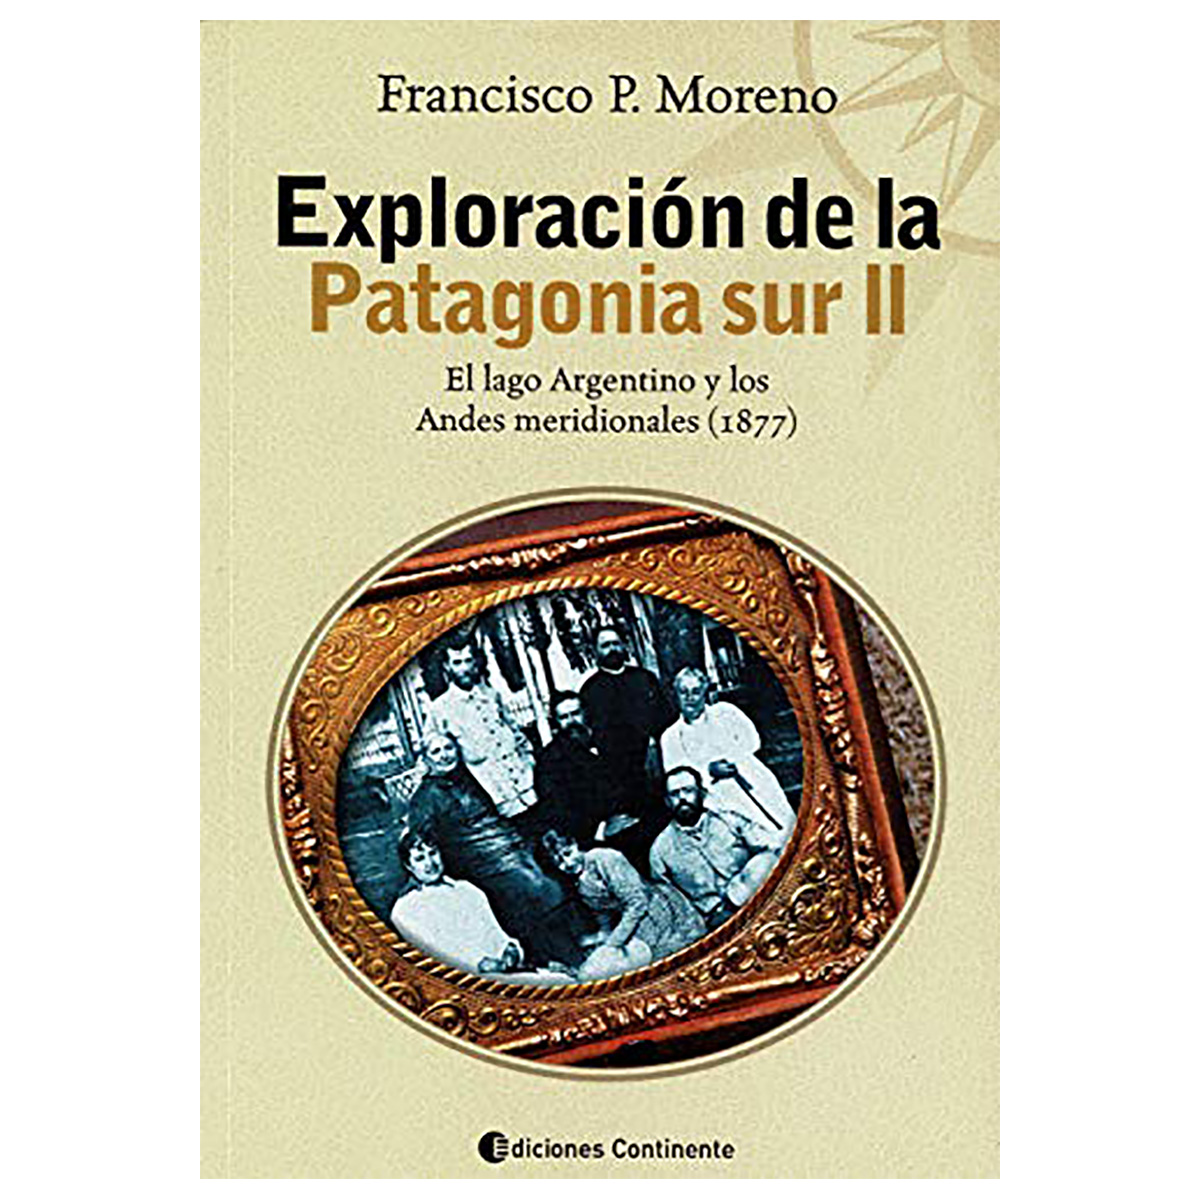 Francisco P. Moreno
Exploración de la
Patagonia sur II
El lago Argentino y los
Andes meridionales (1877)
Ediciones Continente